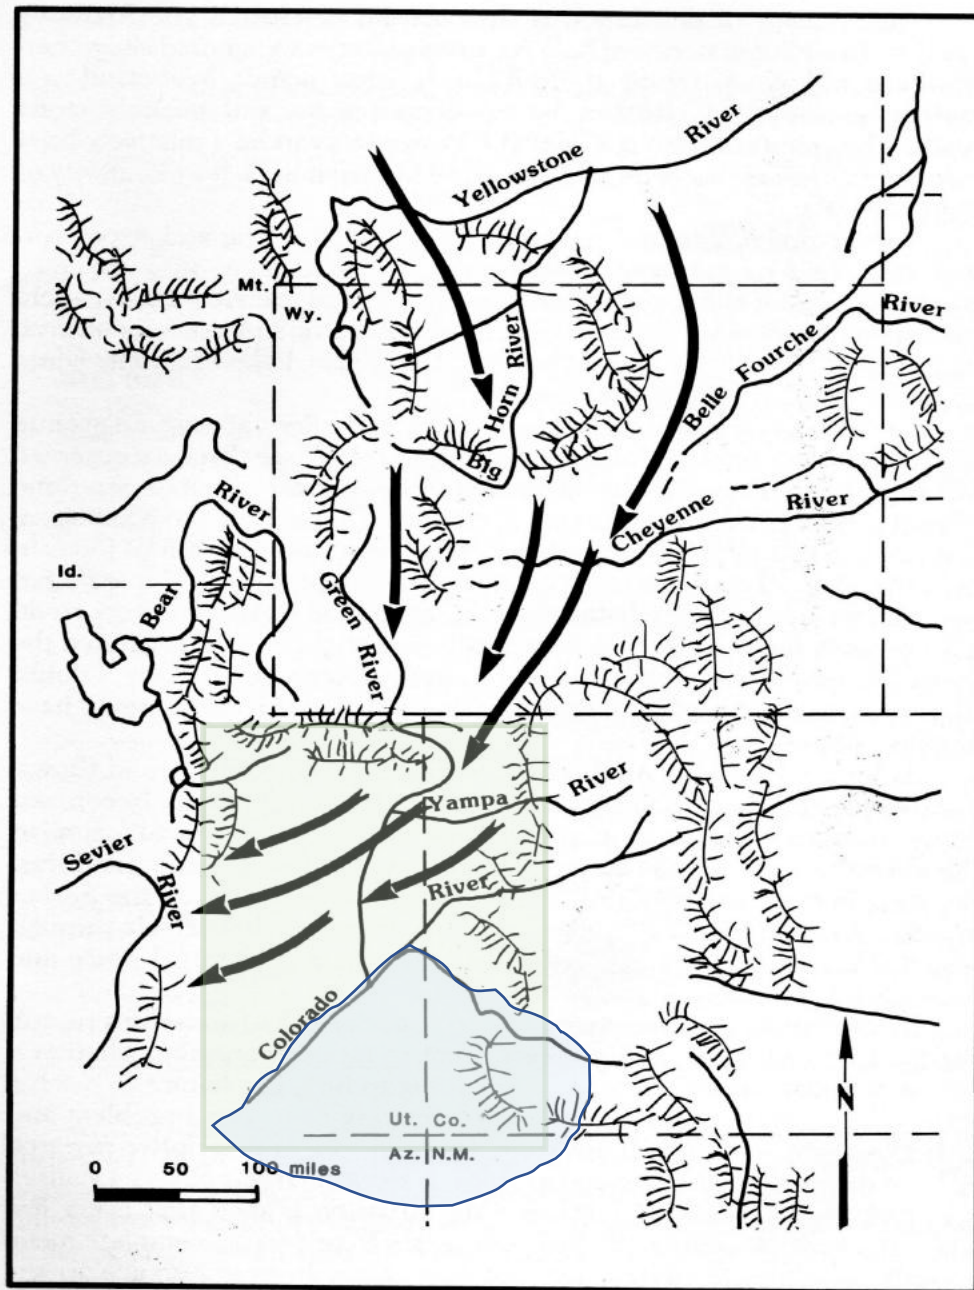 Yellowstone River
Mt.
Wy.
Big Horn River
Belle Fourche River
Cheyenne River
River
Id.
Bear
Green River
Yampa River
Sevier River
River
Colorado
Ut. Co.
Az. N.M.
N
0 50 100 miles